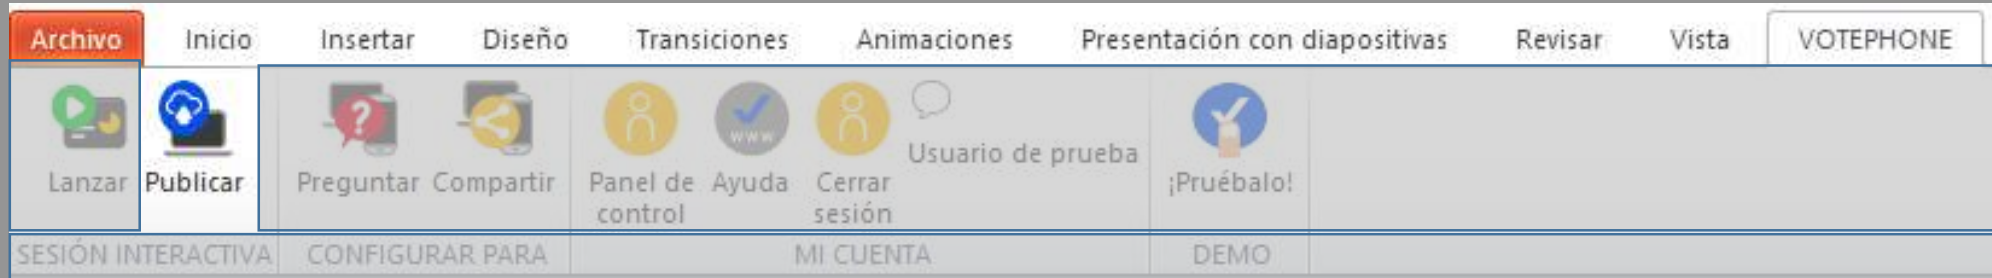 Archivo Inicio Insertar Diseño Transiciones Animaciones Presentación con diapositivas Revisar Vista VOTEPHONE
www
Usuario de prueba
Lanzar Publicar Preguntar Compartir Panel de control Ayuda Cerrar sesión ¡Pruébalo!
SESIÓN INTERACTIVA CONFIGURAR PARA MI CUENTA DEMO